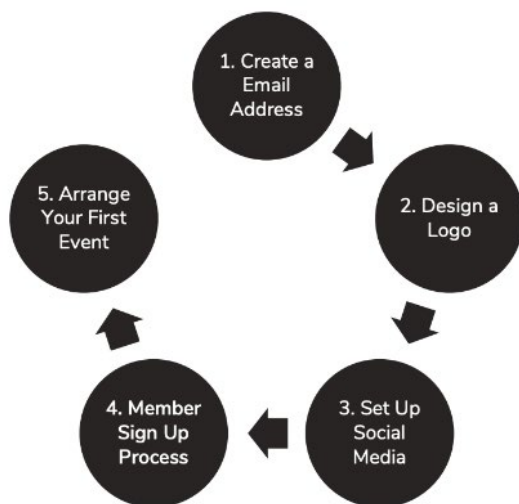 1. Create a
Email
Address
2. Design a
Logo
3. Set Up
Social
Media
4. Member
Sign Up
Process
5. Arrange
Your First
Event